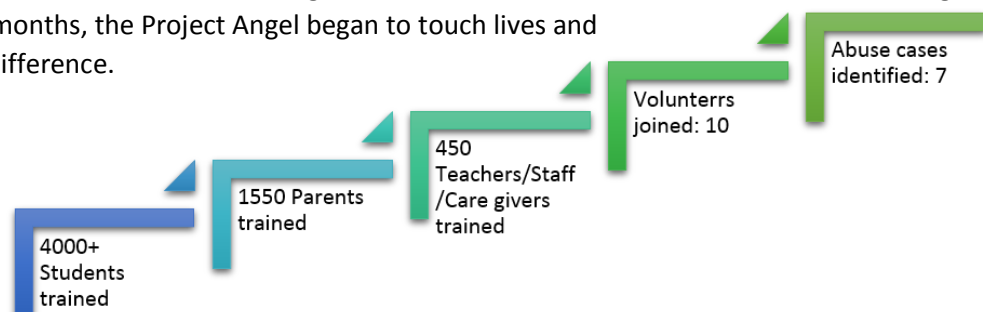 months, the Project Angel began to touch lives and
ifference.
Abuse cases
identified: 7
Volunterrs
joined: 10
450
Teachers/Staff
/Care givers
trained
1550 Parents
trained
4000+
Students
trained